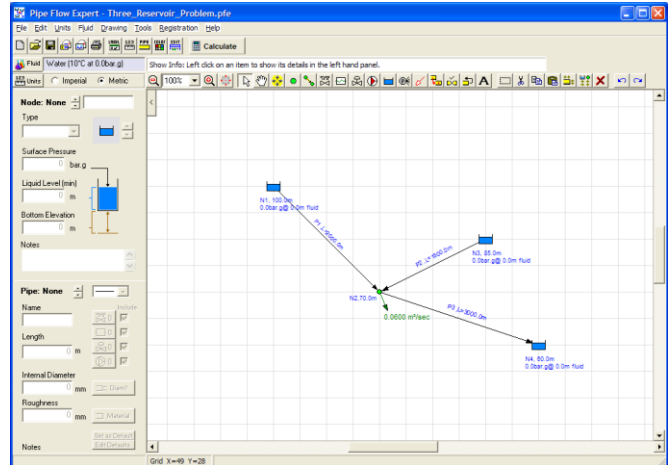 Pipe Flow Expert - Three_Reservoir_Problem.pfe
File Edit Units Fluid Drawing Tools Registration Help
Calculate
Fluid Water (10°C at 0.0bar.g) Show Info: Left click on an item to show its details in the left hand panel.
Units Imperial Metric 100%
Node: None
Type
Surface Pressure
0 bar.g
Liquid Level (min)
0 m
Bottom Elevation
0 m
Notes
Pipe: None
Name Include
Length
0 m
Internal Diameter
0 mm Diam?
Roughness
0 mm Material
Set as Default
Notes Edit Defaults
N1, 100.0m
0.0bar.g@ 0.0m fluid
N3, 85.0m
0.0bar.g@ 0.0m fluid
N2,70.0m
0.0600 m³/sec
P3 ,L=3000.0m
N4, 60.0m
0.0bar.g@ 0.0m fluid
Grid X=49 Y=28